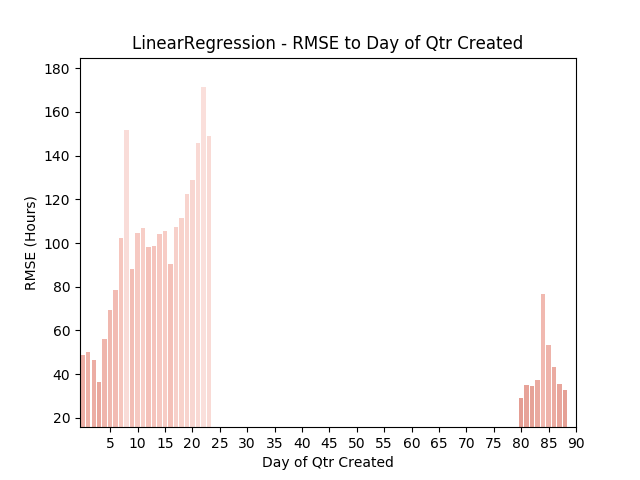 LinearRegression - RMSE to Day of Qtr Created
180
160
140
120
100
80
60
40
20
RMSE (Hours)
5 10 15 20 25 30 35 40 45 50 55 60 65 70 75 80 85 90
Day of Qtr Created